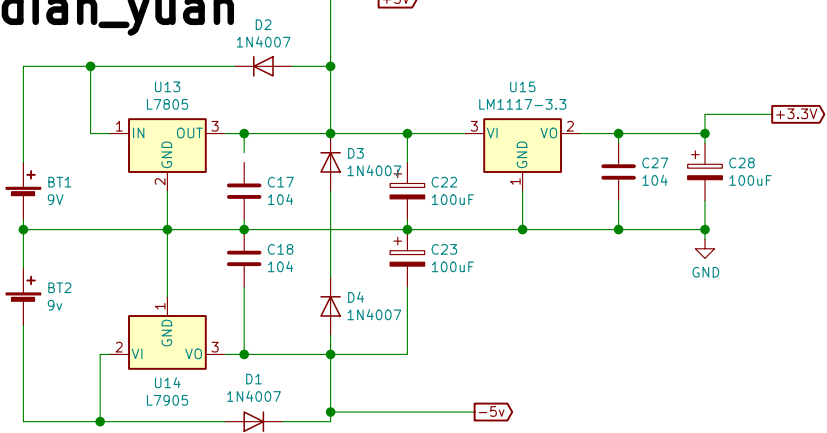 dian_yuan
+5v
D2
1N4007
U13
L7805
1 IN OUT 3
GND
2
BT1
9V
C17
104
D3
1N4007
C22
100uF
U15
LM1117-3.3
3 VI VO 2
GND
1
+3.3V
C27
104
C28
100uF
GND
BT2
9v
C18
104
C23
100uF
D4
1N4007
1
GND
2 VI VO 3
U14
L7905
D1
1N4007
-5v